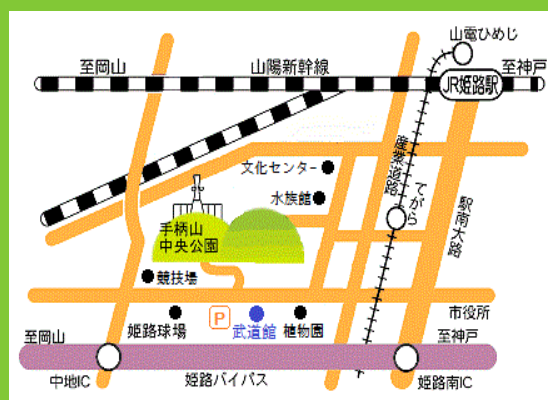 山電ひめじ
至岡山
山陽新幹線
JR姫路駅
至神戸
文化センター
産業道路
水族館
てがら
駅南大路
手柄山
中央公園
競技場
市役所
姫路球場
P
武道館
植物園
至岡山
至神戸
中地IC
姫路バイパス
姫路南IC